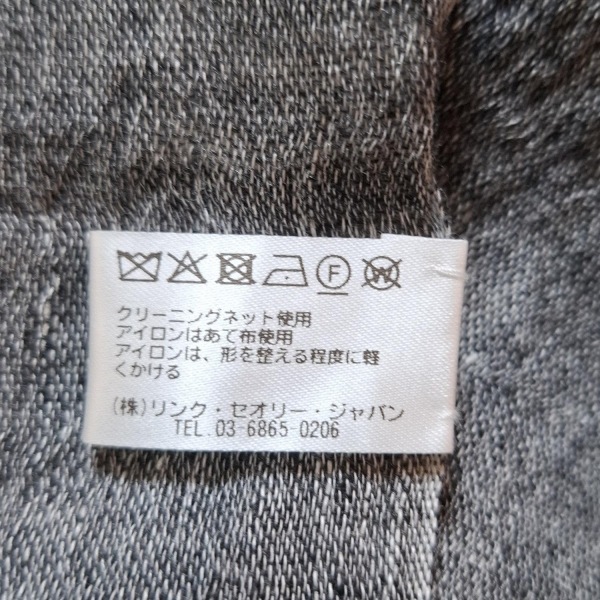 F W
クリーニングネット使用
アイロンはあて布使用
アイロンは、形を整える程度に軽
くかける
(株)リンク・セオリー・ジャパン
TEL.03-6865-0206